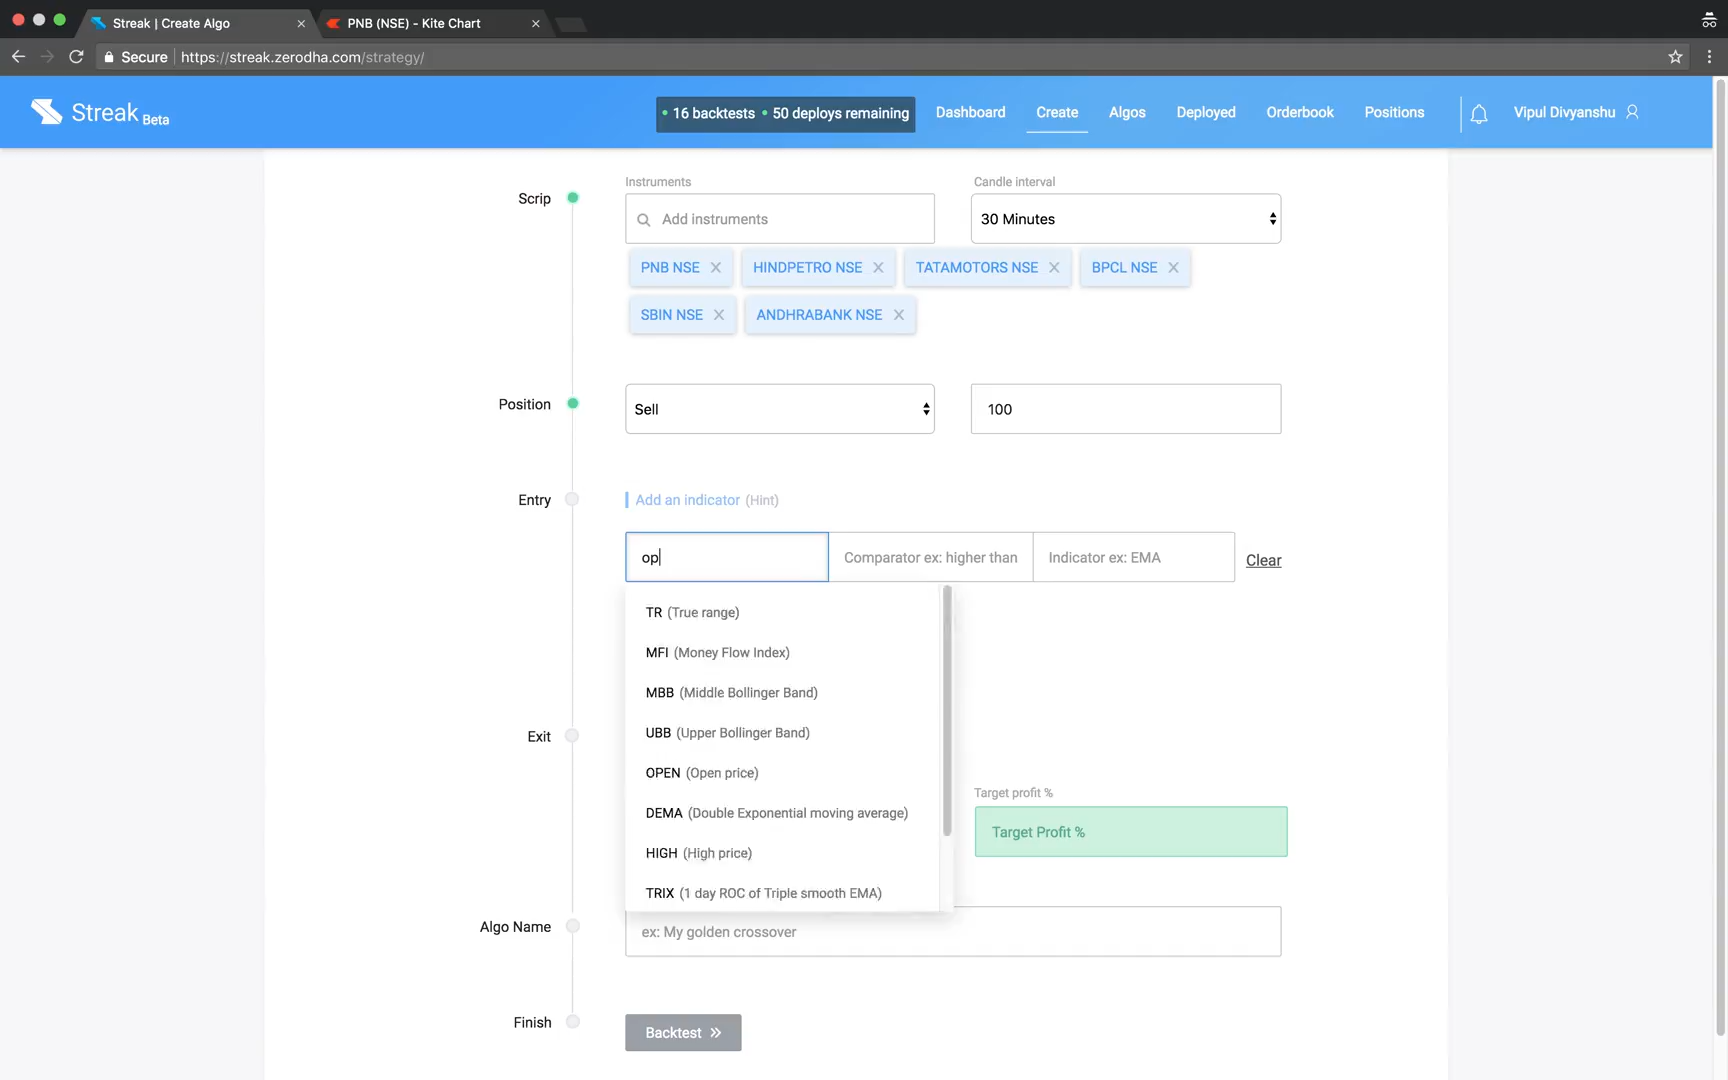 Streak | Create Algo
PNB (NSE) - Kite Chart
Secure https://streak.zerodha.com/strategy/
Streak Beta
• 16 backtests • 50 deploys remaining
Dashboard
Create
Algos
Deployed
Orderbook
Positions
Vipul Divyanshu
Instruments
Candle interval
Scrip
Add instruments
30 Minutes
PNB NSE
HINDPETRO NSE
TATAMOTORS NSE
BPCL NSE
SBIN NSE
ANDHRABANK NSE
Position
Sell
100
Entry
Add an indicator (Hint)
op
Comparator ex: higher than
Indicator ex: EMA
Clear
TR (True range)
MFI (Money Flow Index)
MBB (Middle Bollinger Band)
UBB (Upper Bollinger Band)
OPEN (Open price)
DEMA (Double Exponential moving average)
HIGH (High price)
TRIX (1 day ROC of Triple smooth EMA)
Exit
Target profit %
Target Profit %
Algo Name
ex: My golden crossover
Finish
Backtest »